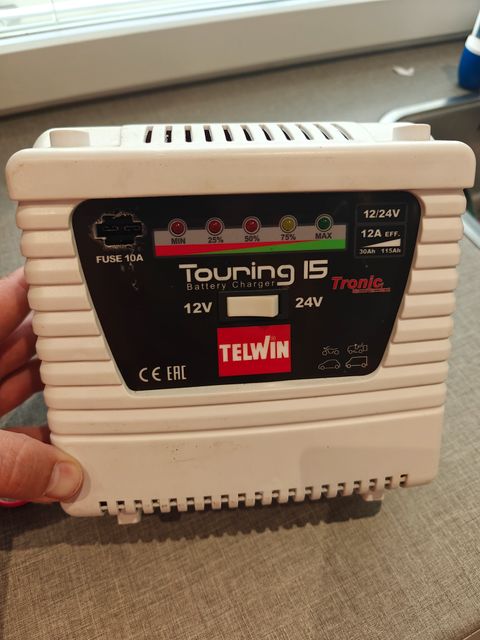 12/24V
12A EFF.
30Ah 115Ah
MIN 25% 50% 75% MAX
FUSE 10A
Touring 15
Battery Charger
Tronic
12V 24V
TELWIN
CE EAC